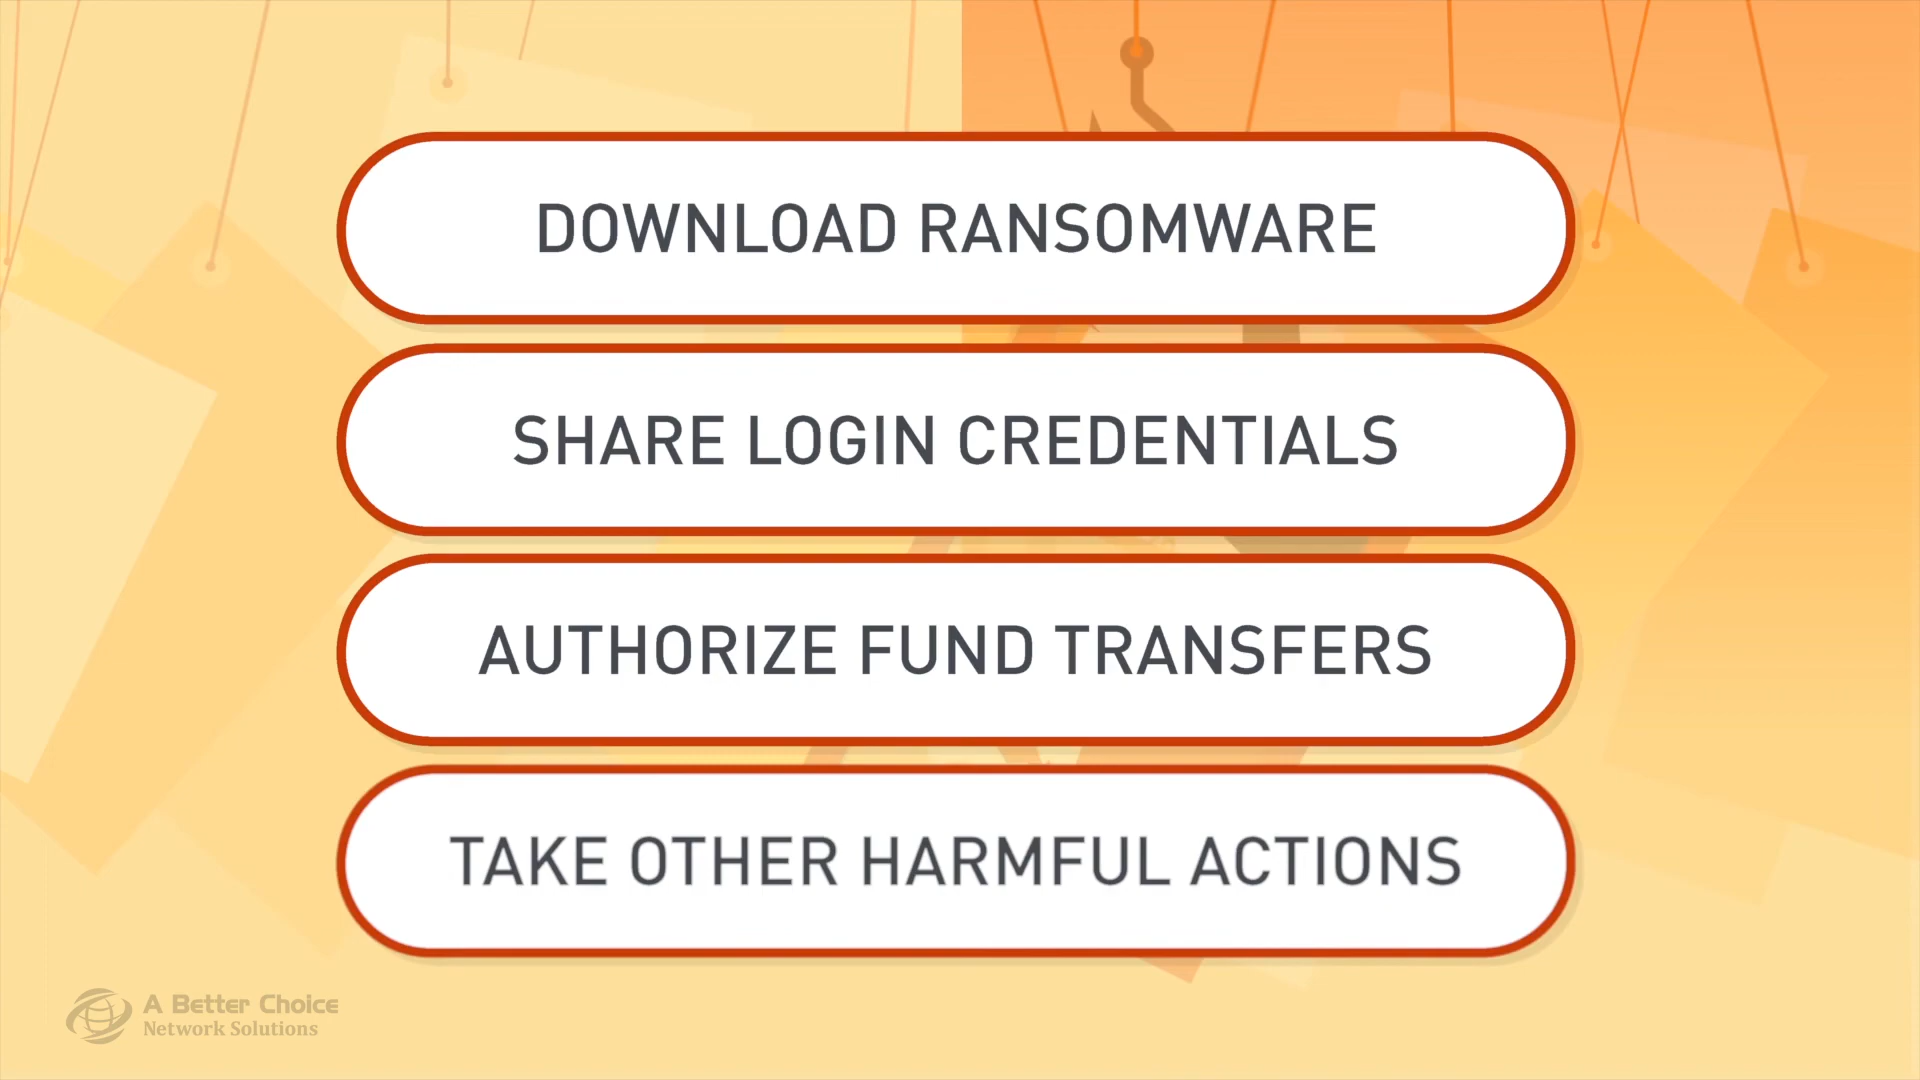 DOWNLOAD RANSOMWARE
SHARE LOGIN CREDENTIALS
AUTHORIZE FUND TRANSFERS
TAKE OTHER HARMFUL ACTIONS
A Better Choice
Network Solutions